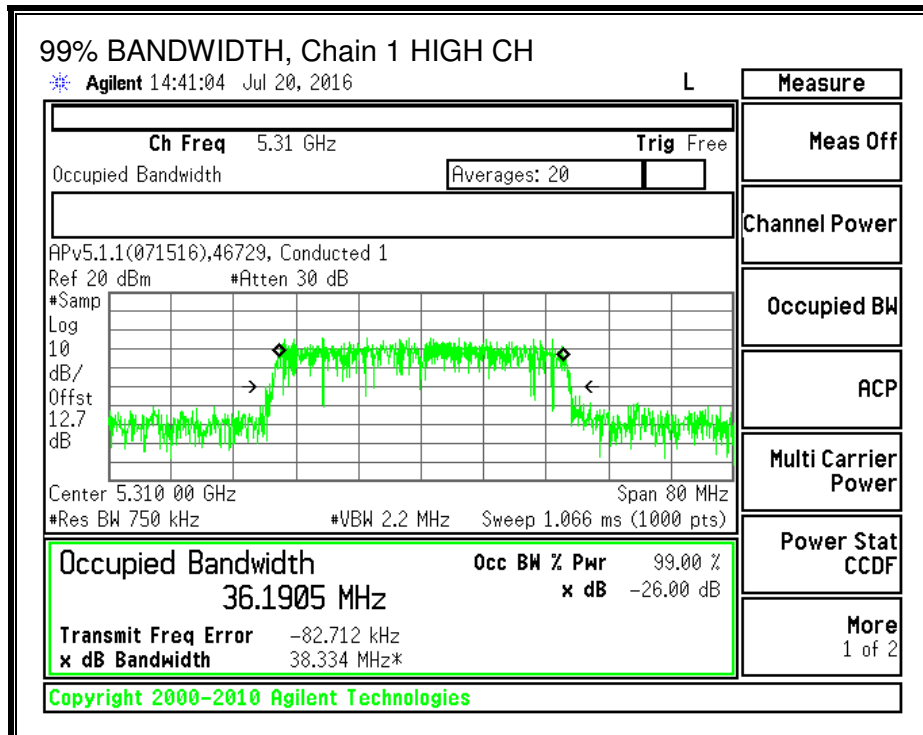 99% BANDWIDTH, Chain 1 HIGH CH
Agilent 14:41:04 Jul 20, 2016 L
Measure
Ch Freq 5.31 GHz Trig Free
Occupied Bandwidth Averages: 20
Meas Off
Channel Power
APv5.1.1(071516),46729, Conducted 1
Ref 20 dBm #Atten 30 dB
#Samp
Log
10
dB/
Offst
12.7
dB
Occupied BW
ACP
Center 5.310 00 GHz Span 80 MHz
#Res BW 750 kHz #VBW 2.2 MHz Sweep 1.066 ms (1000 pts)
Multi Carrier
Power
Occupied Bandwidth Occ BW % Pwr 99.00 %
36.1905 MHz x dB -26.00 dB
Transmit Freq Error -82.712 kHz
x dB Bandwidth 38.334 MHz*
Power Stat
CCDF
More
1 of 2
Copyright 2000-2010 Agilent Technologies